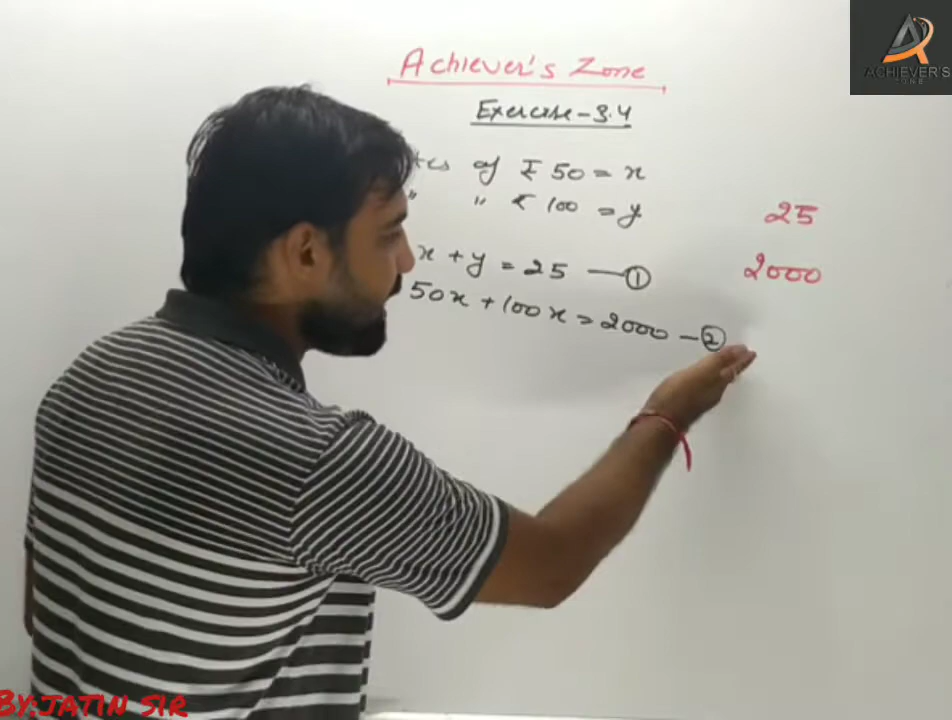 Achiever's Zone
Exercise-3.4
of ₹ 50 = x
" " ₹ 100 = y
25
x + y = 25 — ①
2000
50x + 100x = 2000 — ②
ACHIEVER'S
ZONE
BY:JATIN SIR